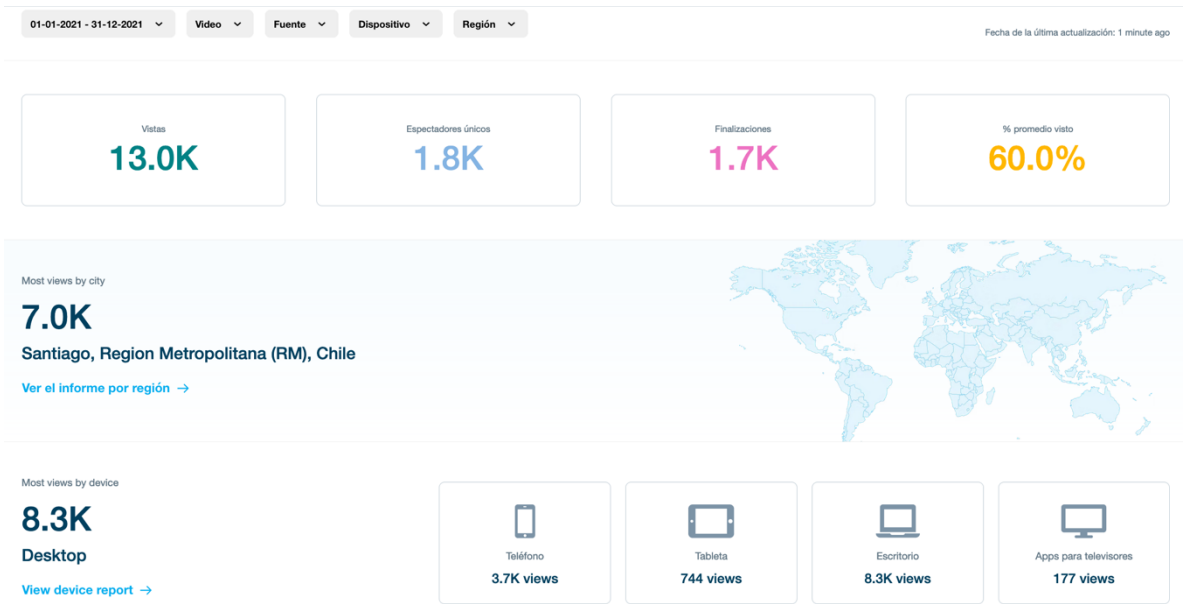 01-01-2021 - 31-12-2021
Video
Fuente
Dispositivo
Región
Fecha de la última actualización: 1 minute ago
Vistas
13.0K
Espectadores únicos
1.8K
Finalizaciones
1.7K
% promedio visto
60.0%
Most views by city
7.0K
Santiago, Region Metropolitana (RM), Chile
Ver el informe por región →
Most views by device
8.3K
Desktop
View device report →
Teléfono
3.7K views
Tableta
744 views
Escritorio
8.3K views
Apps para televisores
177 views